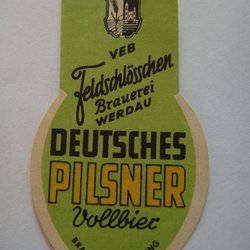 VEB
Feldschlösschen
Brauerei
WERDAU
DEUTSCHES
PILSNER
Vollbier